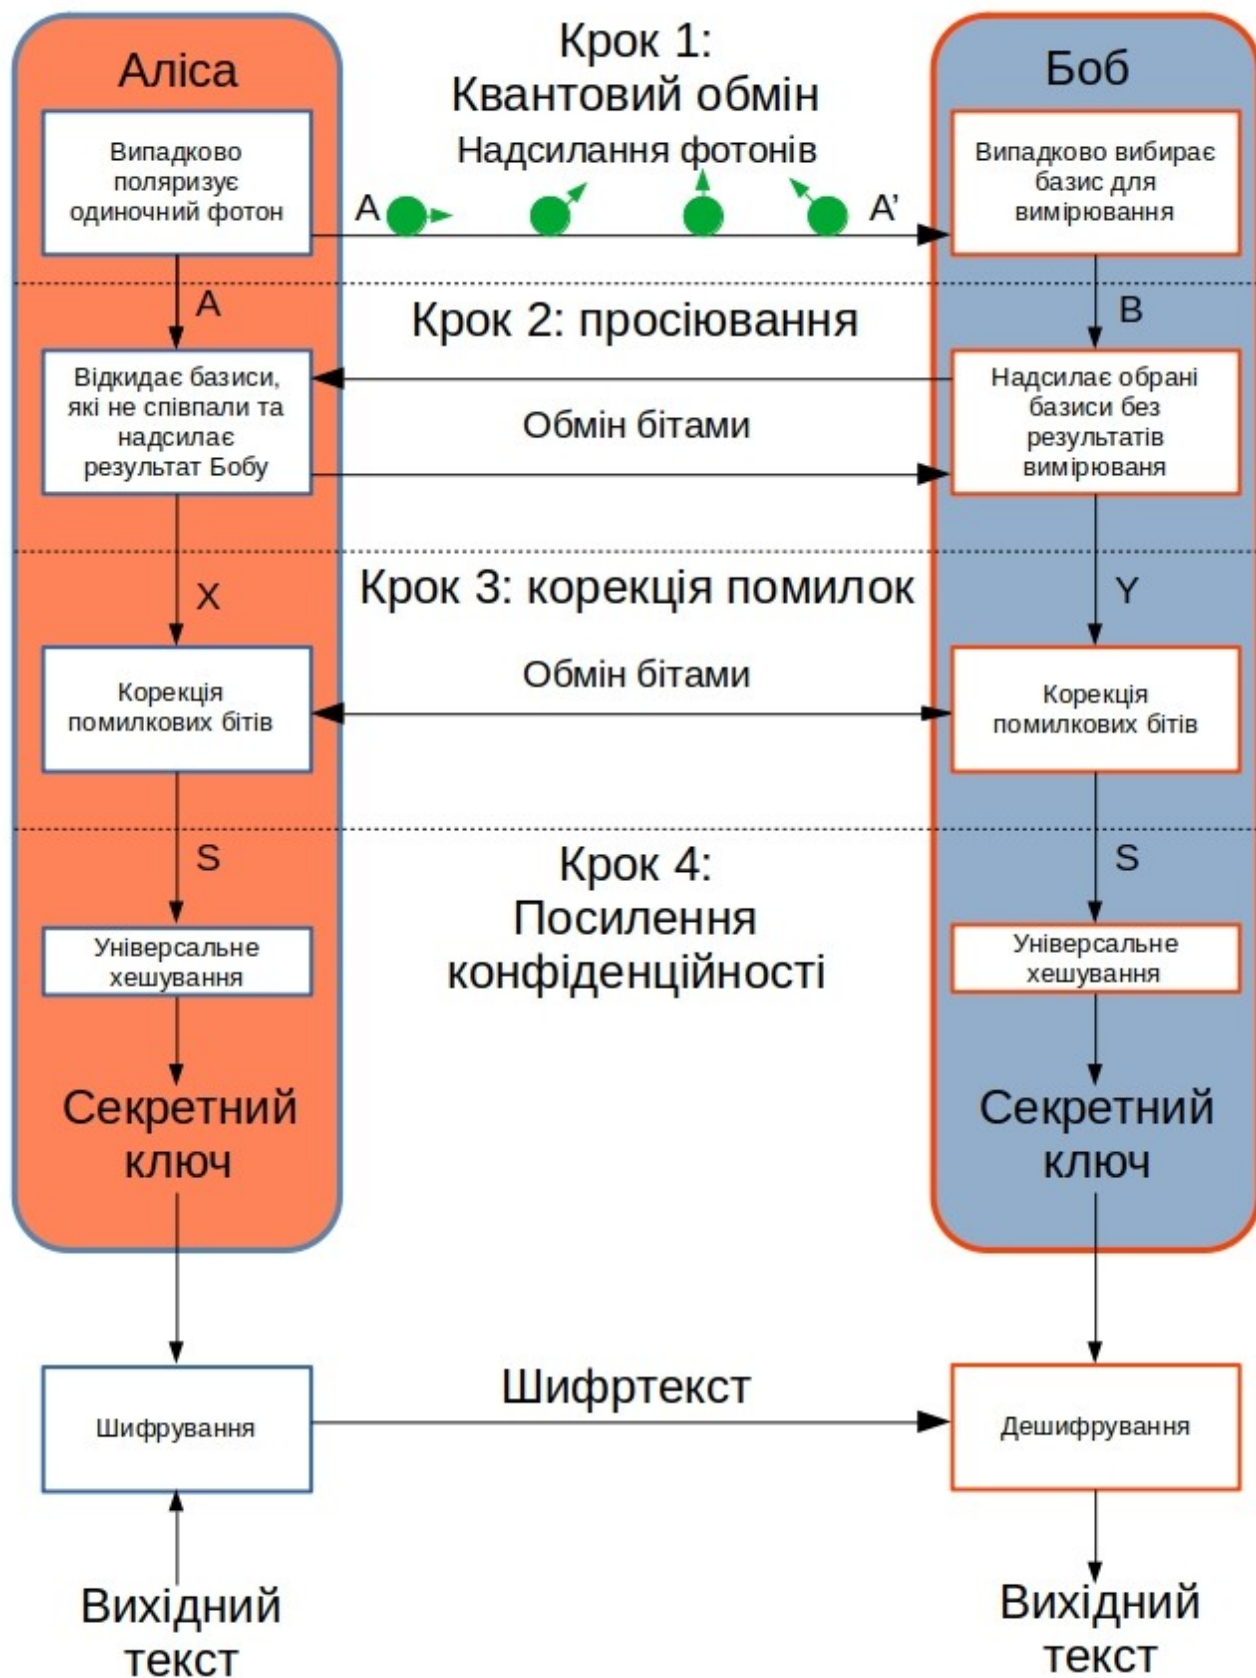 Аліса
Крок 1:
Квантовий обмін
Надсилання фотонів
Боб
Випадково
поляризує
одиночний фотон
A
A’
Випадково вибирає
базис для
вимірювання
A
B
Крок 2: просіювання
Відкидає базиси,
які не співпали та
надсилає
результат Бобу
Обмін бітами
Надсилає обрані
базиси без
результатів
вимірюваня
X
Y
Крок 3: корекція помилок
Корекція
помилкових бітів
Обмін бітами
Корекція
помилкових бітів
S
S
Крок 4:
Посилення
конфіденційності
Універсальне
хешування
Універсальне
хешування
Секретний
ключ
Секретний
ключ
Шифрування
Шифртекст
Дешифрування
Вихідний
текст
Вихідний
текст